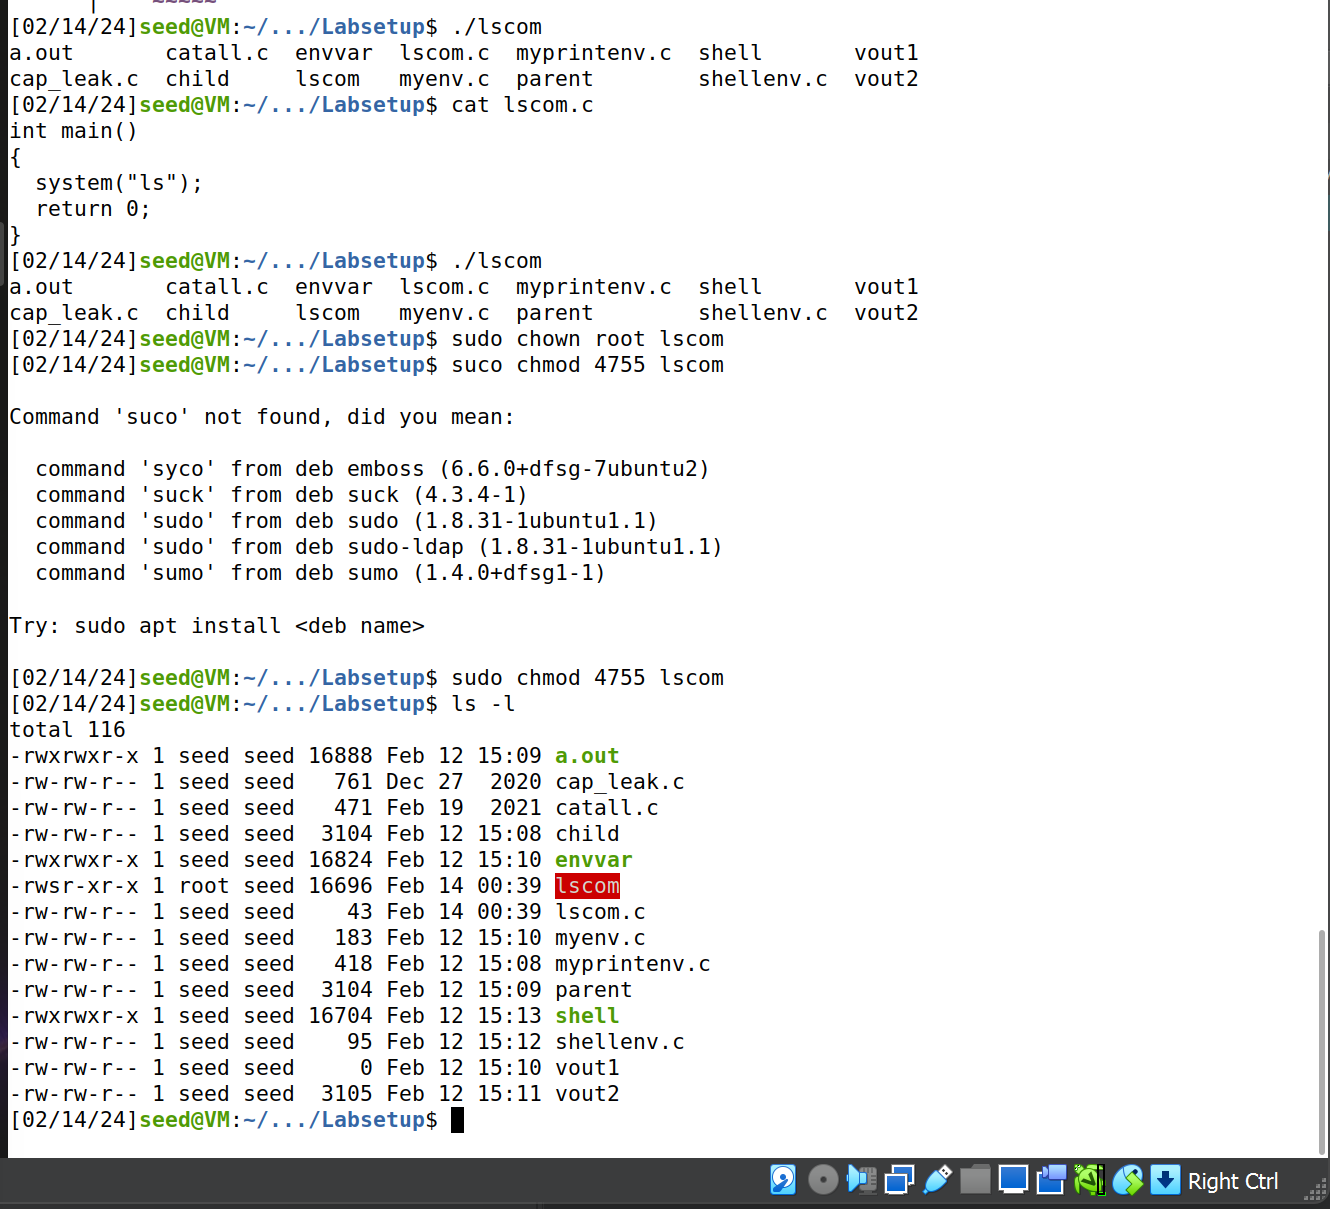 [02/14/24]seed@VM:~/.../Labsetup$ ./lscom
a.out       catall.c  envvar  lscom.c  myprintenv.c  shell       vout1
cap_leak.c  child     lscom   myenv.c  parent        shellenv.c  vout2
[02/14/24]seed@VM:~/.../Labsetup$ cat lscom.c
int main()
{
  system("ls");
  return 0;
}
[02/14/24]seed@VM:~/.../Labsetup$ ./lscom
a.out       catall.c  envvar  lscom.c  myprintenv.c  shell       vout1
cap_leak.c  child     lscom   myenv.c  parent        shellenv.c  vout2
[02/14/24]seed@VM:~/.../Labsetup$ sudo chown root lscom
[02/14/24]seed@VM:~/.../Labsetup$ suco chmod 4755 lscom
Command 'suco' not found, did you mean:
  command 'syco' from deb emboss (6.6.0+dfsg-7ubuntu2)
  command 'suck' from deb suck (4.3.4-1)
  command 'sudo' from deb sudo (1.8.31-1ubuntu1.1)
  command 'sudo' from deb sudo-ldap (1.8.31-1ubuntu1.1)
  command 'sumo' from deb sumo (1.4.0+dfsg1-1)
Try: sudo apt install <deb name>
[02/14/24]seed@VM:~/.../Labsetup$ sudo chmod 4755 lscom
[02/14/24]seed@VM:~/.../Labsetup$ ls -l
total 116
-rwxrwxr-x 1 seed seed 16888 Feb 12 15:09 a.out
-rw-rw-r-- 1 seed seed   761 Dec 27  2020 cap_leak.c
-rw-rw-r-- 1 seed seed   471 Feb 19  2021 catall.c
-rw-rw-r-- 1 seed seed  3104 Feb 12 15:08 child
-rwxrwxr-x 1 seed seed 16824 Feb 12 15:10 envvar
-rwsr-xr-x 1 root seed 16696 Feb 14 00:39 lscom
-rw-rw-r-- 1 seed seed    43 Feb 14 00:39 lscom.c
-rw-rw-r-- 1 seed seed   183 Feb 12 15:10 myenv.c
-rw-rw-r-- 1 seed seed   418 Feb 12 15:08 myprintenv.c
-rw-rw-r-- 1 seed seed  3104 Feb 12 15:09 parent
-rwxrwxr-x 1 seed seed 16704 Feb 12 15:13 shell
-rw-rw-r-- 1 seed seed    95 Feb 12 15:12 shellenv.c
-rw-rw-r-- 1 seed seed     0 Feb 12 15:10 vout1
-rw-rw-r-- 1 seed seed  3105 Feb 12 15:11 vout2
[02/14/24]seed@VM:~/.../Labsetup$
Right Ctrl